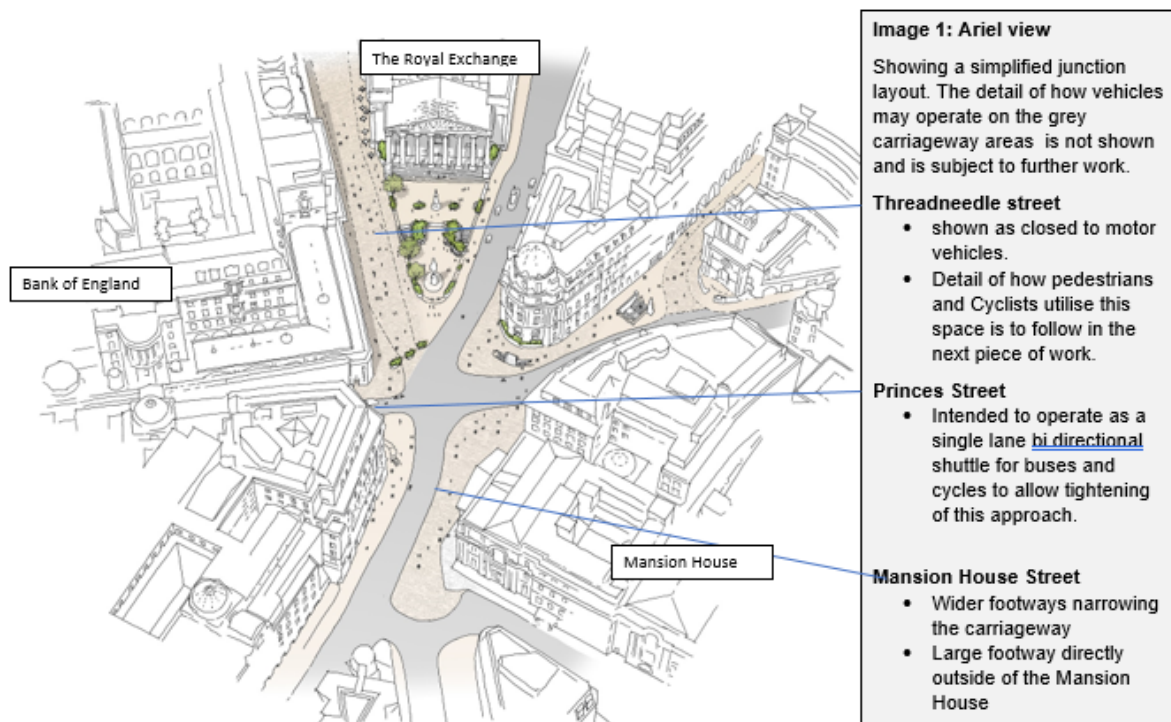 The Royal Exchange
Bank of England
Mansion House
Image 1: Ariel view
Showing a simplified junction
layout. The detail of how vehicles
may operate on the grey
carriageway areas is not shown
and is subject to further work.
Threadneedle street
• shown as closed to motor
vehicles.
• Detail of how pedestrians
and Cyclists utilise this
space is to follow in the
next piece of work.
Princes Street
• Intended to operate as a
single lane bi directional
shuttle for buses and
cycles to allow tightening
of this approach.
Mansion House Street
• Wider footways narrowing
the carriageway
• Large footway directly
outside of the Mansion
House